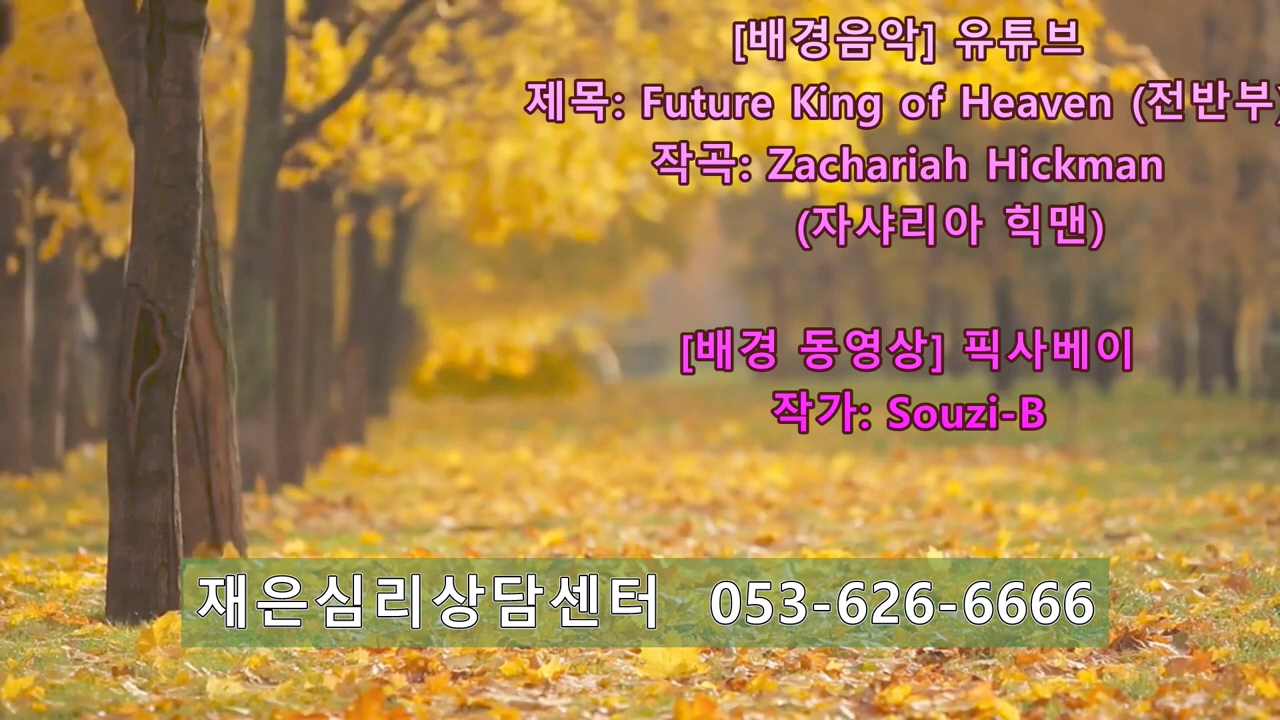 [배경음악] 유튜브
제목: Future King of Heaven (전반부)
작곡: Zachariah Hickman
(자샤리아 힉맨)
[배경 동영상] 픽사베이
작가: Souzi-B
재은심리상담센터 053-626-6666